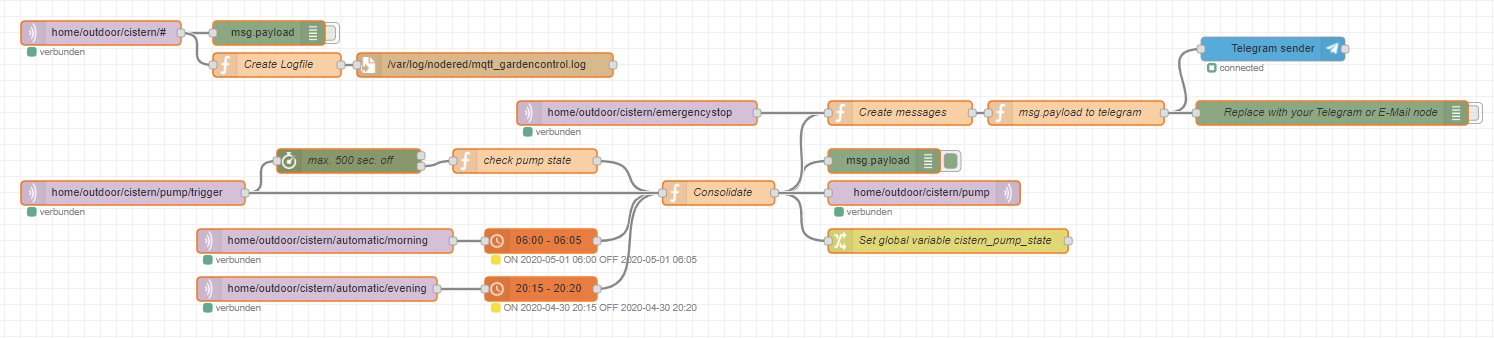 home/outdoor/cistern/#
msg.payload
verbunden
Create Logfile
/var/log/nodered/mqtt_gardencontrol.log
Telegram sender
connected
home/outdoor/cistern/emergencystop
verbunden
Create messages
msg.payload to telegram
Replace with your Telegram or E-Mail node
max. 500 sec. off
check pump state
msg.payload
home/outdoor/cistern/pump/trigger
verbunden
Consolidate
home/outdoor/cistern/pump
verbunden
home/outdoor/cistern/automatic/morning
verbunden
06:00 - 06:05
ON 2020-05-01 06:00 OFF 2020-05-01 06:05
Set global variable cistern_pump_state
home/outdoor/cistern/automatic/evening
verbunden
20:15 - 20:20
ON 2020-04-30 20:15 OFF 2020-04-30 20:20